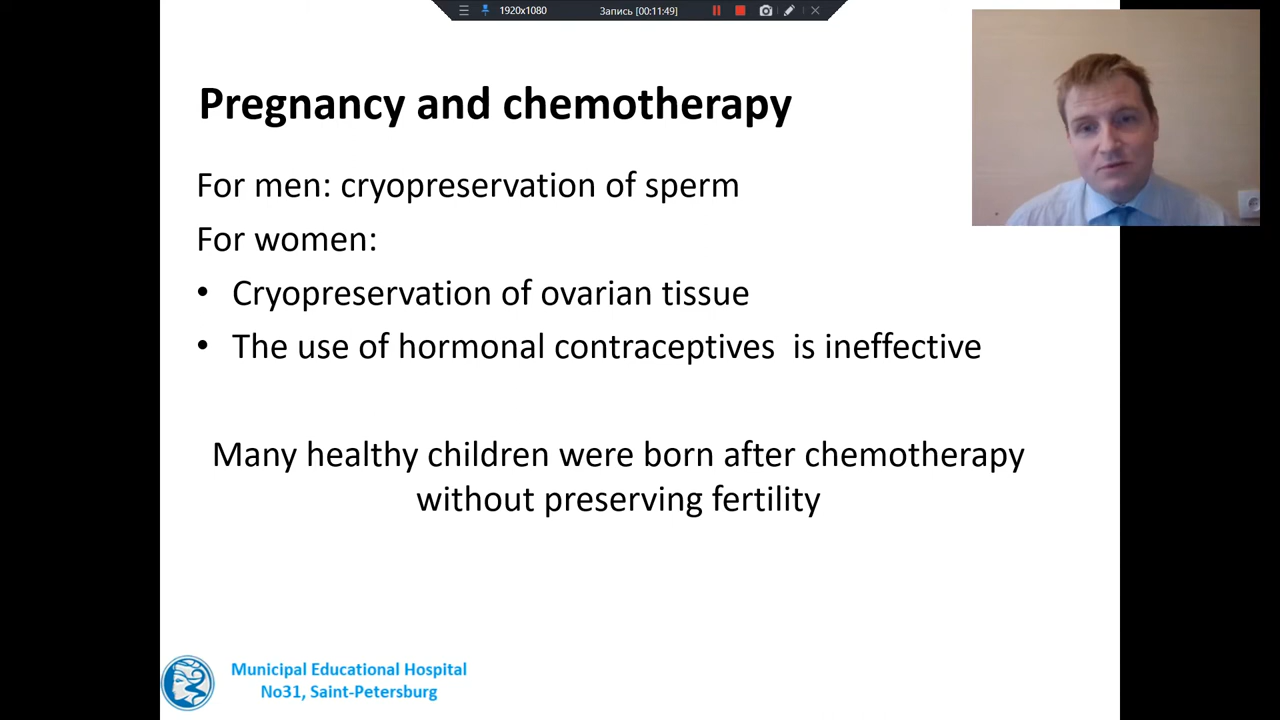 1920x1080 Запись [00:11:49]
Pregnancy and chemotherapy
For men: cryopreservation of sperm
For women:
• Cryopreservation of ovarian tissue
• The use of hormonal contraceptives is ineffective
Many healthy children were born after chemotherapy
without preserving fertility
Municipal Educational Hospital
No31, Saint-Petersburg